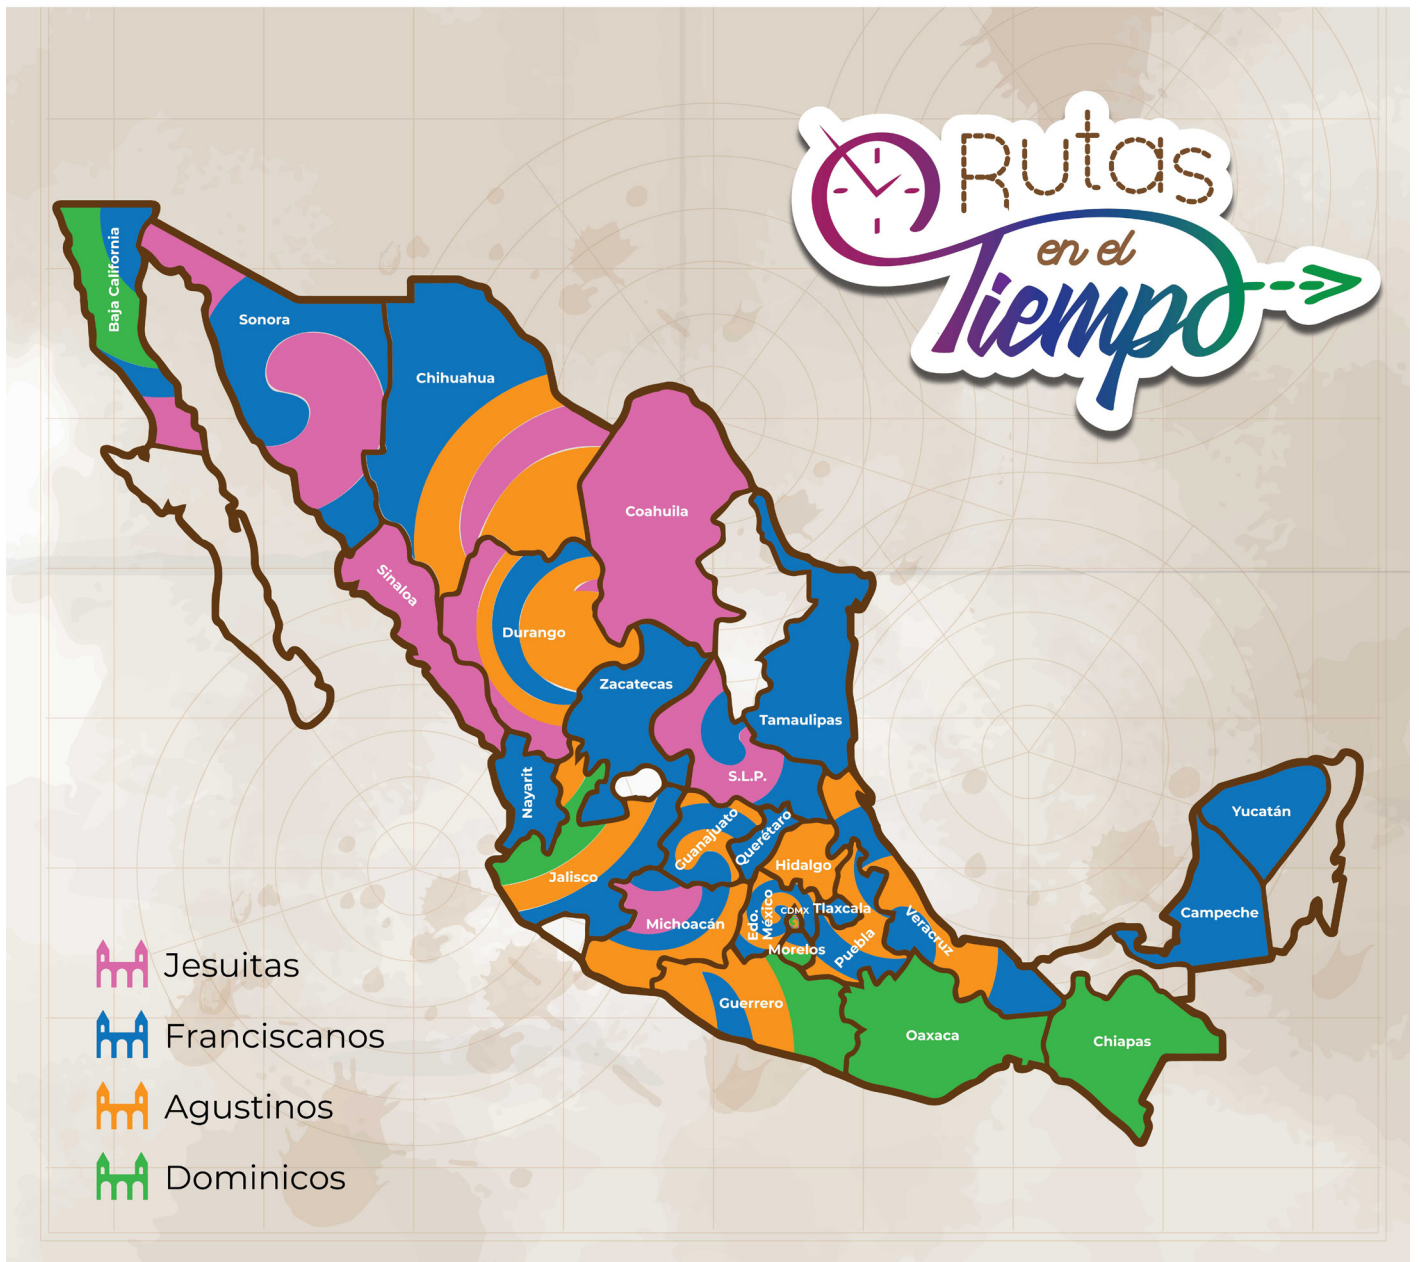 Rutas
en el
Tiempo
Baja California
Sonora
Chihuahua
Coahuila
Sinaloa
Durango
Zacatecas
Tamaulipas
S.L.P.
Nayarit
Guanajuato
Querétaro
Hidalgo
Jalisco
Michoacán
Edo.
México
CDMX
Tlaxcala
Morelos
Puebla
Veracruz
Guerrero
Oaxaca
Chiapas
Yucatán
Campeche
Jesuitas
Franciscanos
Agustinos
Dominicos